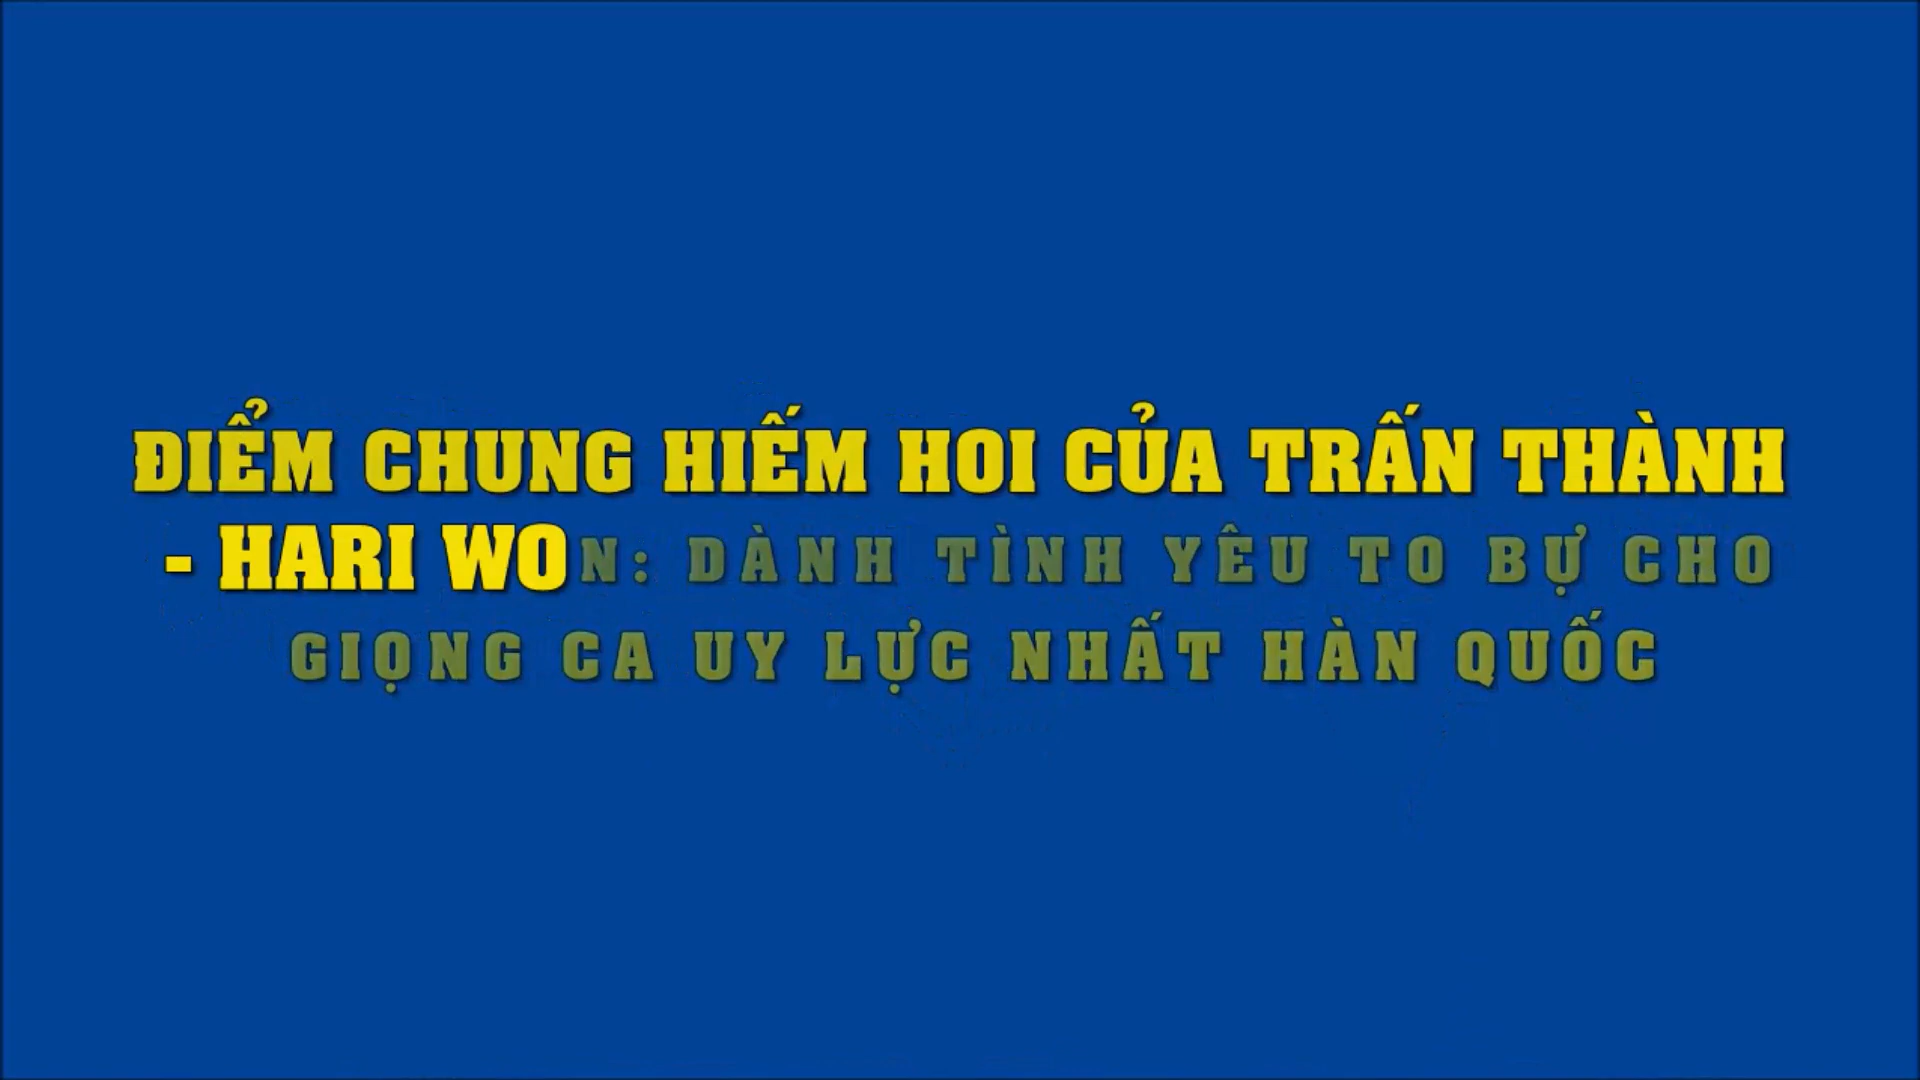 ĐIỂM CHUNG HIẾM HOI CỦA TRẤN THÀNH
- HARI WON: DÀNH TÌNH YÊU TO BỰ CHO
GIỌNG CA UY LỰC NHẤT HÀN QUỐC